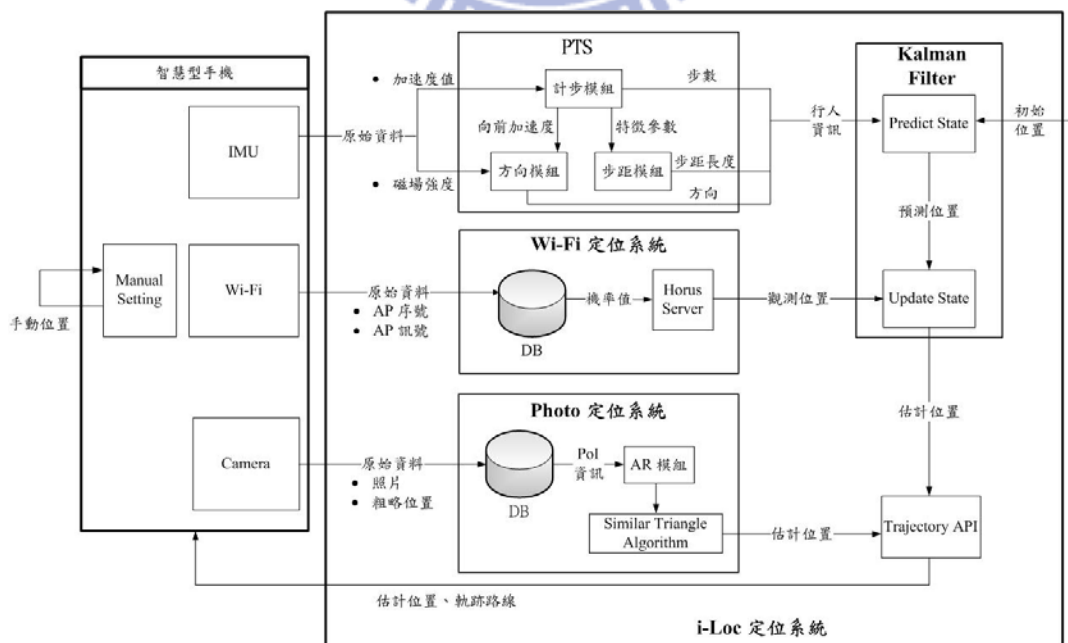 智慧型手機
IMU
Manual
Setting
Wi-Fi
Camera
手動位置
原始資料
• 加速度值
• 磁場強度
PTS
計步模組
向前加速度
特徵參數
方向模組
步距模組
步數
步距長度
方向
行人
資訊
Kalman
Filter
Predict State
初始
位置
預測位置
Update State
原始資料
• AP 序號
• AP 訊號
Wi-Fi 定位系統
DB
機率值
Horus
Server
觀測位置
估計位置
原始資料
• 照片
• 粗略位置
Photo 定位系統
DB
PoI
資訊
AR 模組
Similar Triangle
Algorithm
估計位置
Trajectory API
估計位置、軌跡路線
i-Loc 定位系統